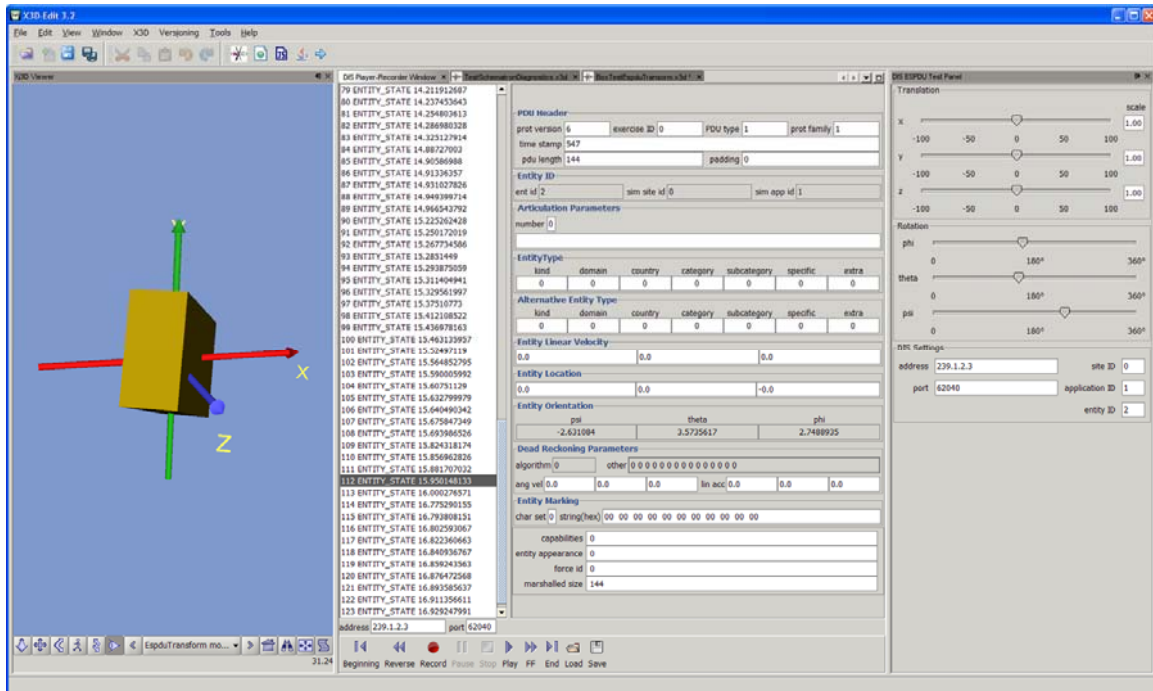 X3D-Edit 3.2
File Edit View Window X3D Versioning Tools Help
X3D Viewer
DIS Player-Recorder Window × TestSchematronDiagnostics.x3d × BoxTestEspduTransform.x3d * ×
DIS ESPDU Test Panel
79 ENTITY_STATE 14.211912687
80 ENTITY_STATE 14.237453643
81 ENTITY_STATE 14.254803613
82 ENTITY_STATE 14.286980328
83 ENTITY_STATE 14.325127914
84 ENTITY_STATE 14.88727003
85 ENTITY_STATE 14.90586988
86 ENTITY_STATE 14.91336357
87 ENTITY_STATE 14.931027826
88 ENTITY_STATE 14.949399714
89 ENTITY_STATE 14.966543792
90 ENTITY_STATE 15.225262428
91 ENTITY_STATE 15.250172019
92 ENTITY_STATE 15.267734586
93 ENTITY_STATE 15.2851449
94 ENTITY_STATE 15.293875059
95 ENTITY_STATE 15.311404941
96 ENTITY_STATE 15.329561997
97 ENTITY_STATE 15.37510773
98 ENTITY_STATE 15.412108522
99 ENTITY_STATE 15.436978163
100 ENTITY_STATE 15.463135957
101 ENTITY_STATE 15.52497119
102 ENTITY_STATE 15.564852795
103 ENTITY_STATE 15.590005992
104 ENTITY_STATE 15.60751129
105 ENTITY_STATE 15.632799979
106 ENTITY_STATE 15.640490342
107 ENTITY_STATE 15.675847349
108 ENTITY_STATE 15.693986526
109 ENTITY_STATE 15.824318174
110 ENTITY_STATE 15.856962826
111 ENTITY_STATE 15.881707032
112 ENTITY_STATE 15.950148133
113 ENTITY_STATE 16.000276571
114 ENTITY_STATE 16.775290155
115 ENTITY_STATE 16.793808151
116 ENTITY_STATE 16.802593067
117 ENTITY_STATE 16.822360663
118 ENTITY_STATE 16.840936767
119 ENTITY_STATE 16.859243563
120 ENTITY_STATE 16.876472568
121 ENTITY_STATE 16.893585637
122 ENTITY_STATE 16.911356611
123 ENTITY_STATE 16.929247991
address 239.1.2.3 port 62040
PDU Header
prot version 6 exercise ID 0 PDU type 1 prot family 1
time stamp 547
pdu length 144 padding 0
Entity ID
ent id 2 sim site id 0 sim app id 1
Articulation Parameters
number 0
EntityType
kind domain country category subcategory specific extra
0 0 0 0 0 0 0
Alternative Entity Type
kind domain country category subcategory specific extra
0 0 0 0 0 0 0
Entity Linear Velocity
0.0 0.0 0.0
Entity Location
0.0 0.0 -0.0
Entity Orientation
psi theta phi
-2.631084 3.5735617 2.7488935
Dead Reckoning Parameters
algorithm 0 other 0 0 0 0 0 0 0 0 0 0 0 0 0 0 0
ang vel 0.0 0.0 0.0 lin acc 0.0 0.0 0.0
Entity Marking
char set 0 string(hex) 00 00 00 00 00 00 00 00 00 00 00
capabilities 0
entity appearance 0
force id 0
marshalled size 144
Translation
scale
x 1.00
-100 -50 0 50 100
y 1.00
-100 -50 0 50 100
z 1.00
-100 -50 0 50 100
Rotation
phi
0 180° 360°
theta
0 180° 360°
psi
0 180° 360°
DIS Settings
address 239.1.2.3 site ID 0
port 62040 application ID 1
entity ID 2
X
Z
EspduTransform mo...
31.24
Beginning Reverse Record Pause Stop Play FF End Load Save